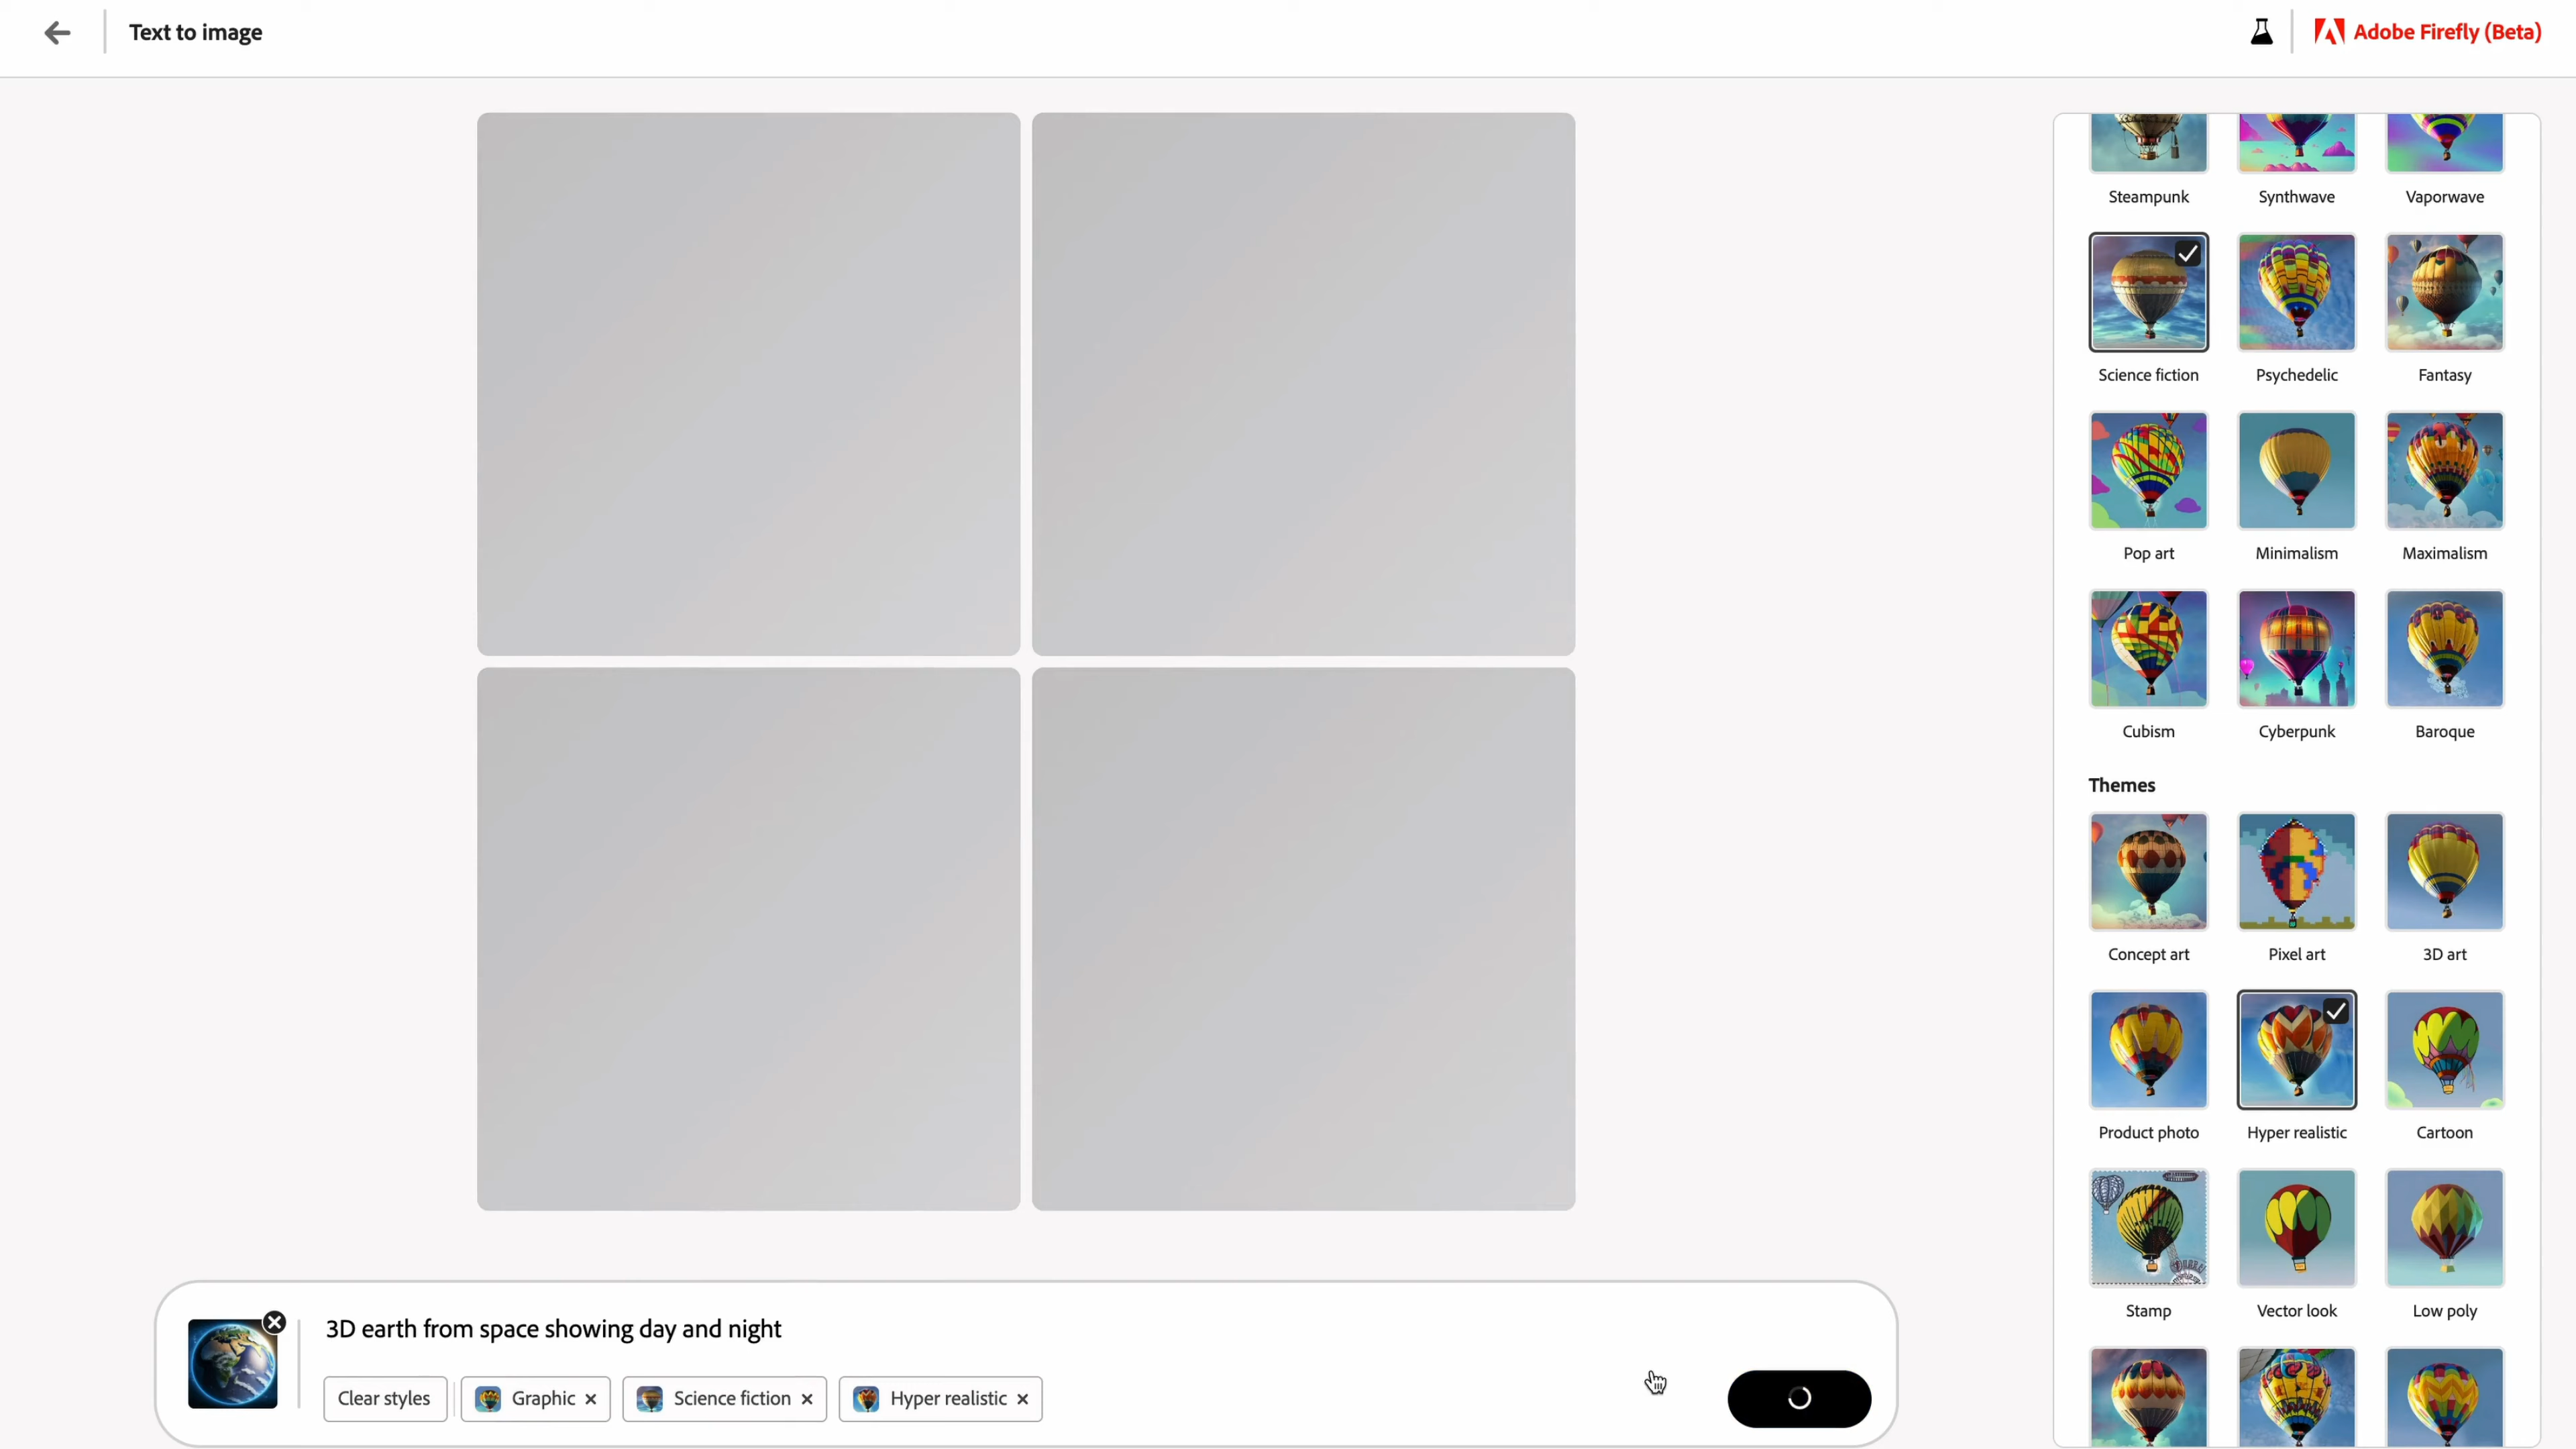 Text to image
Adobe Firefly (Beta)
Steampunk Synthwave Vaporwave
Science fiction Psychedelic Fantasy
Pop art Minimalism Maximalism
Cubism Cyberpunk Baroque
Themes
Concept art Pixel art 3D art
Product photo Hyper realistic Cartoon
Stamp Vector look Low poly
3D earth from space showing day and night
Clear styles Graphic Science fiction Hyper realistic